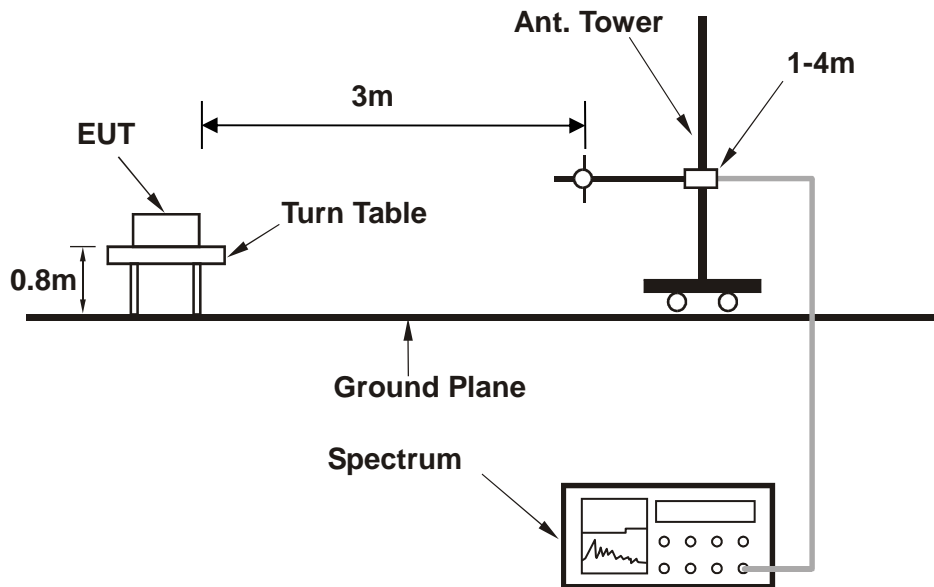 Ant. Tower
1-4m
3m
EUT
Turn Table
0.8m
Ground Plane
Spectrum